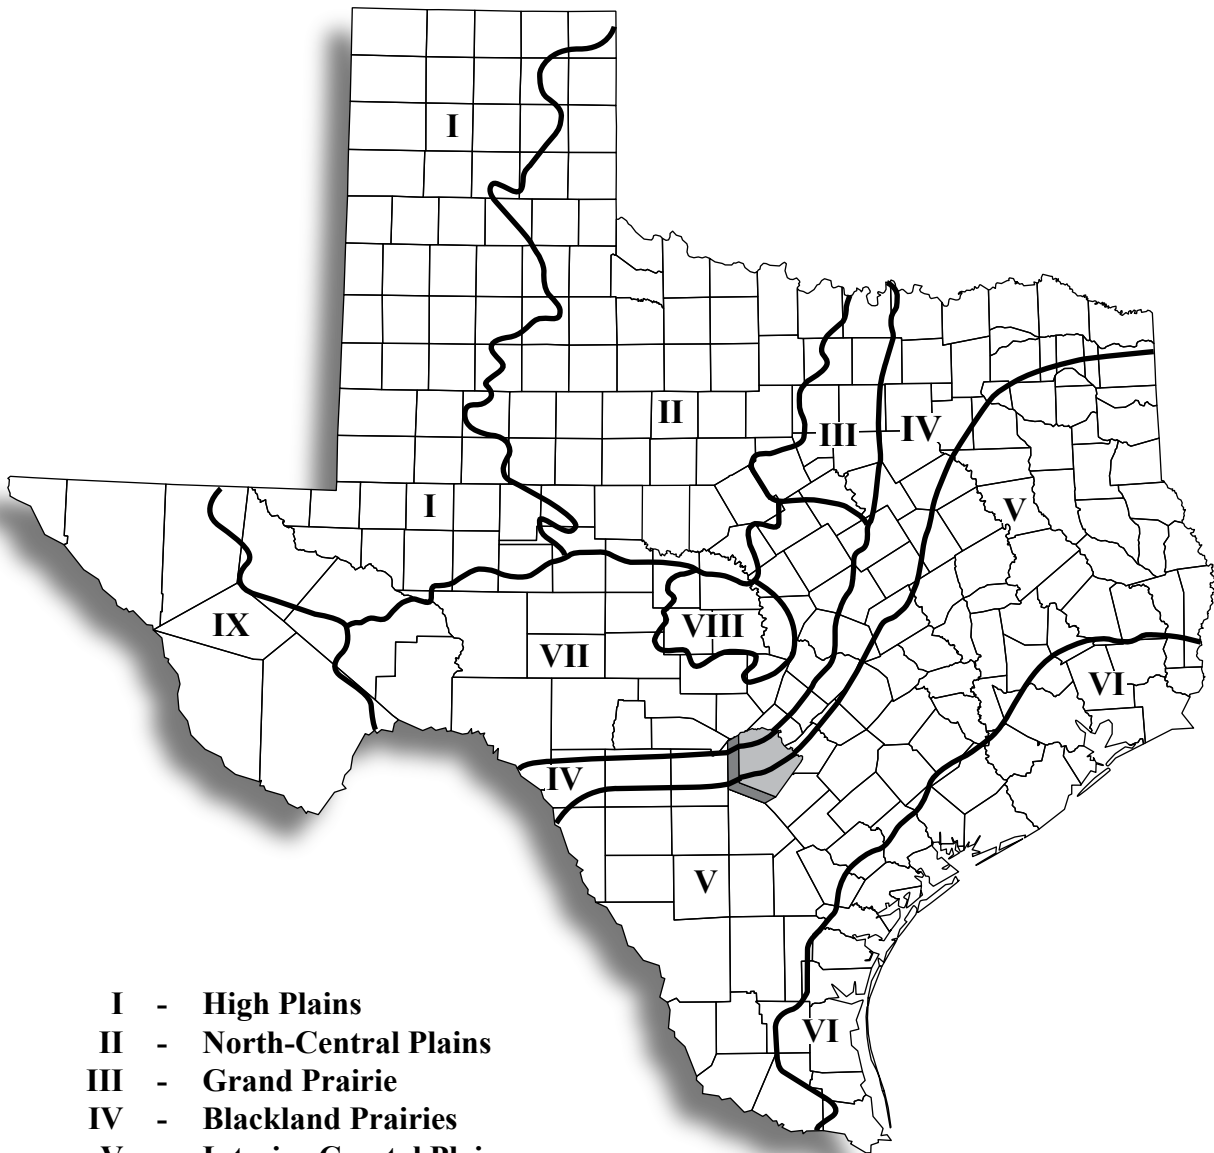 I
II
III
IV
I
V
IX
VIII
VII
VI
IV
V
VI
I - High Plains
II - North-Central Plains
III - Grand Prairie
IV - Blackland Prairies